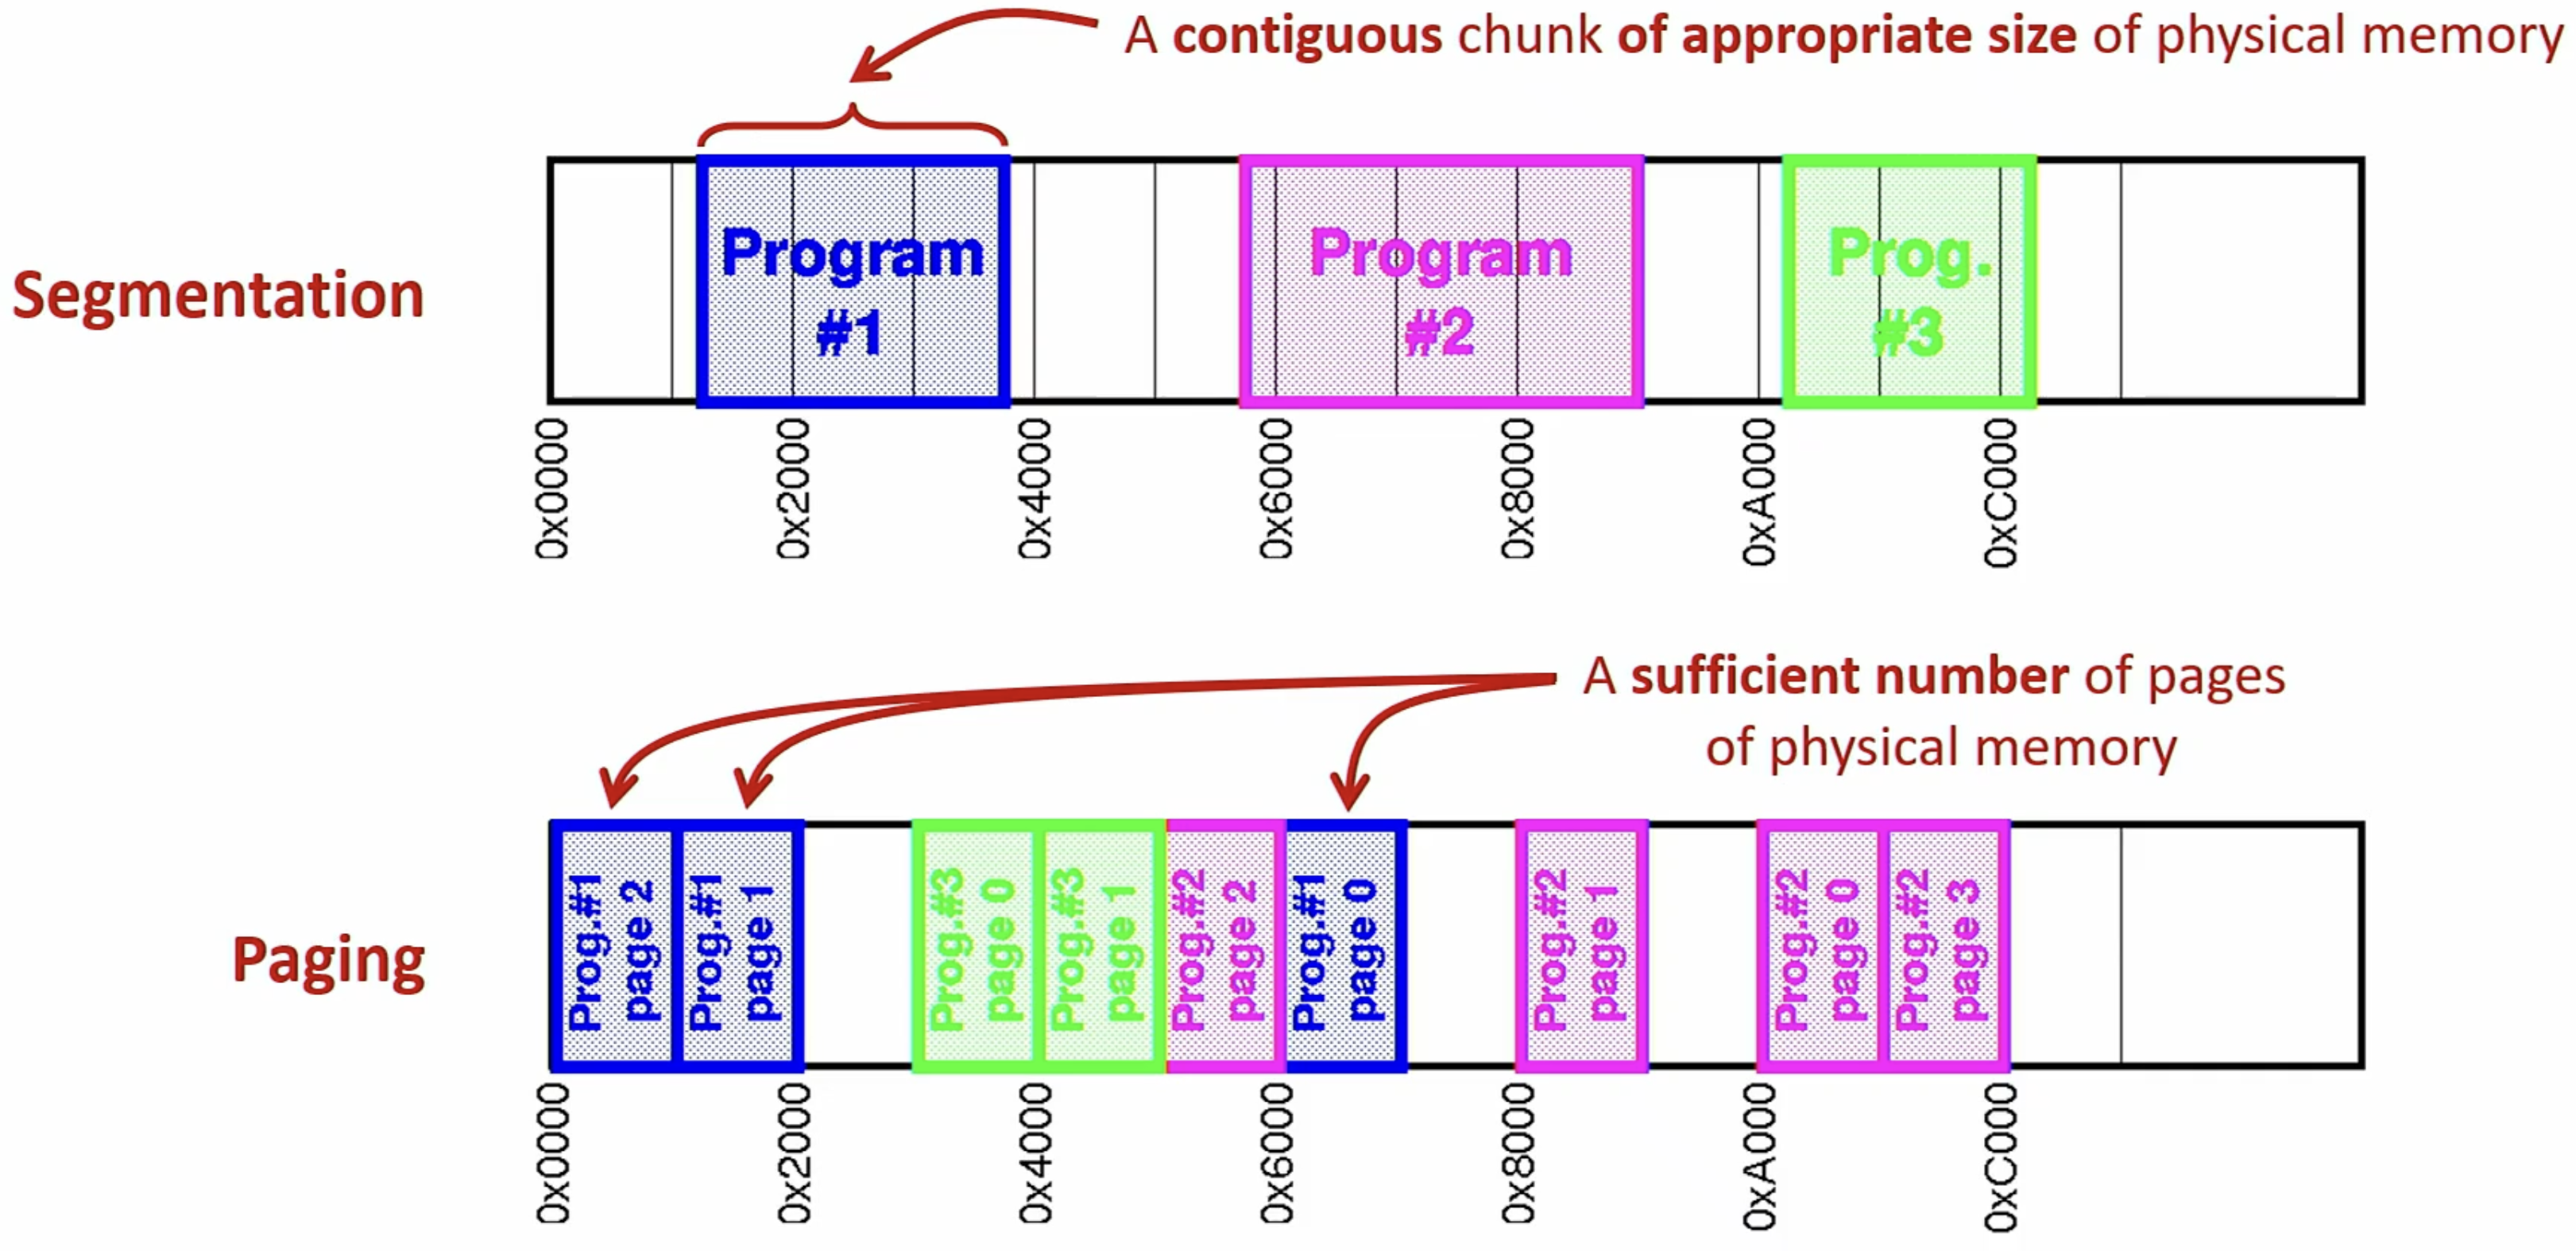 A contiguous chunk of appropriate size of physical memory
Segmentation
Program
#1
Program
#2
Prog.
#3
0x0000
0x2000
0x4000
0x6000
0x8000
0xA000
0xC000
A sufficient number of pages
of physical memory
Paging
Prog.#1
page 2
Prog.#1
page 1
Prog.#3
page 0
Prog.#3
page 1
Prog.#2
page 2
Prog.#1
page 0
Prog.#2
page 1
Prog.#2
page 0
Prog.#2
page 3
0x0000
0x2000
0x4000
0x6000
0x8000
0xA000
0xC000